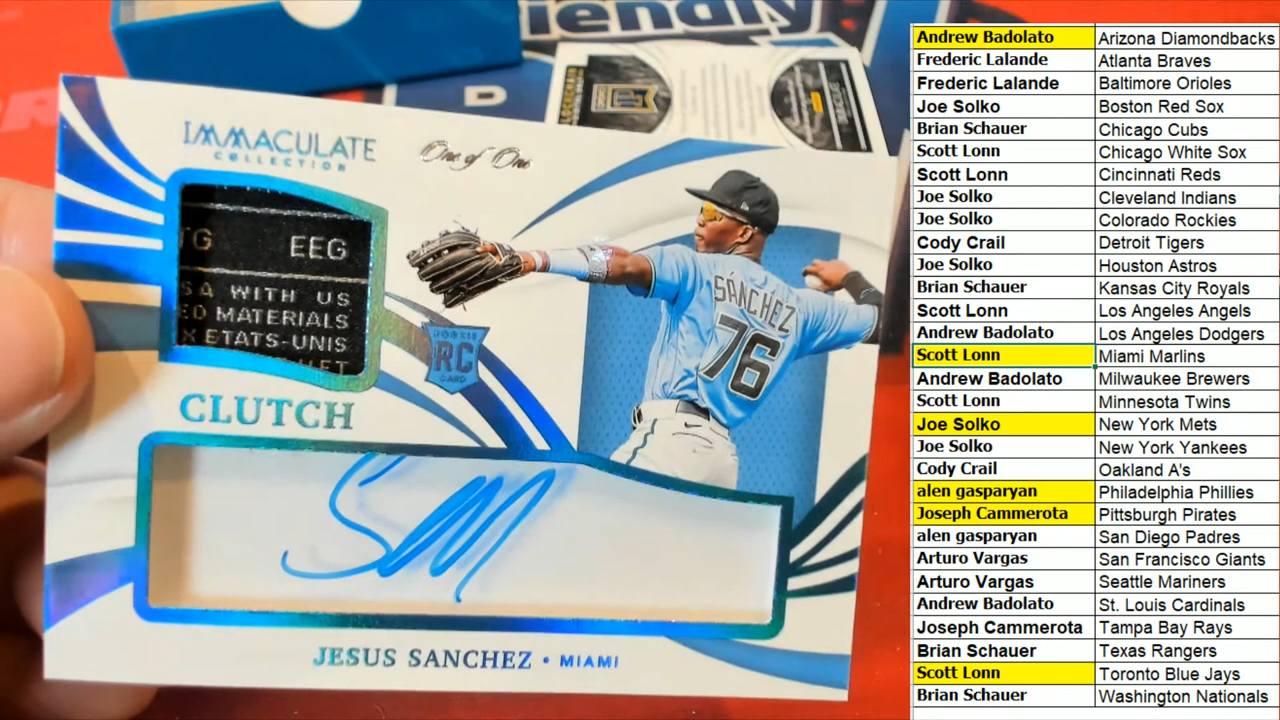 iendly
D
IMMACULATE
COLLECTION
One of One
TG EEG
SA WITH US
ED MATERIALS
X ETATS-UNIS
SÁNCHEZ
76
ROOKIE
RC
CARD
CLUTCH
JESUS SANCHEZ • MIAMI
Andrew Badolato Arizona Diamondbacks
Frederic Lalande Atlanta Braves
Frederic Lalande Baltimore Orioles
Joe Solko Boston Red Sox
Brian Schauer Chicago Cubs
Scott Lonn Chicago White Sox
Scott Lonn Cincinnati Reds
Joe Solko Cleveland Indians
Joe Solko Colorado Rockies
Cody Crail Detroit Tigers
Joe Solko Houston Astros
Brian Schauer Kansas City Royals
Scott Lonn Los Angeles Angels
Andrew Badolato Los Angeles Dodgers
Scott Lonn Miami Marlins
Andrew Badolato Milwaukee Brewers
Scott Lonn Minnesota Twins
Joe Solko New York Mets
Joe Solko New York Yankees
Cody Crail Oakland A's
alen gasparyan Philadelphia Phillies
Joseph Cammerota Pittsburgh Pirates
alen gasparyan San Diego Padres
Arturo Vargas San Francisco Giants
Arturo Vargas Seattle Mariners
Andrew Badolato St. Louis Cardinals
Joseph Cammerota Tampa Bay Rays
Brian Schauer Texas Rangers
Scott Lonn Toronto Blue Jays
Brian Schauer Washington Nationals